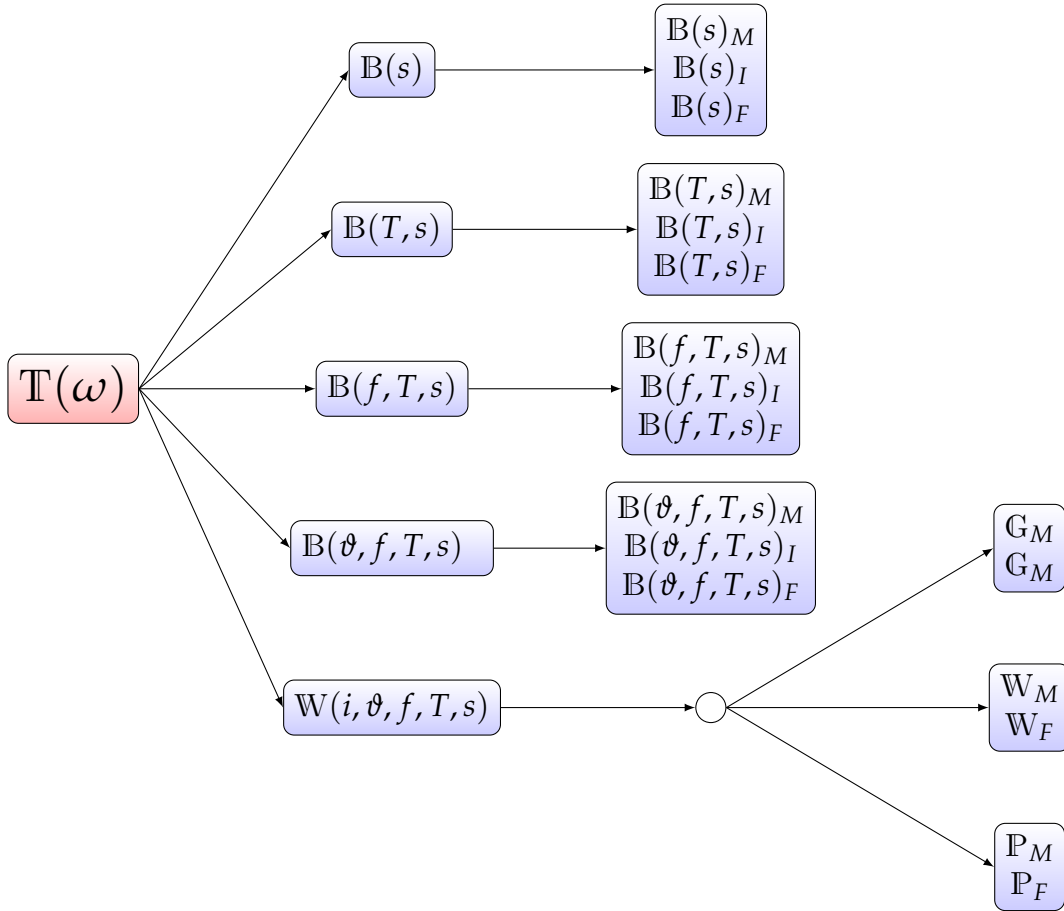 𝔹(s)
𝔹(s)_M
𝔹(s)_I
𝔹(s)_F
𝔹(T, s)
𝔹(T, s)_M
𝔹(T, s)_I
𝔹(T, s)_F
𝕋(ω)
𝔹(f, T, s)
𝔹(f, T, s)_M
𝔹(f, T, s)_I
𝔹(f, T, s)_F
𝔹(ϑ, f, T, s)
𝔹(ϑ, f, T, s)_M
𝔹(ϑ, f, T, s)_I
𝔹(ϑ, f, T, s)_F
𝔾_M
𝔾_M
𝕎(i, ϑ, f, T, s)
𝕎_M
𝕎_F
ℙ_M
ℙ_F